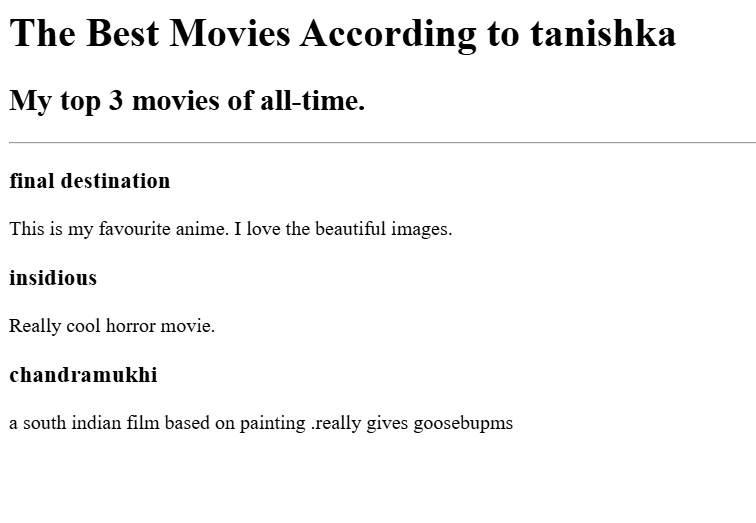 The Best Movies According to tanishka
My top 3 movies of all-time.
final destination
This is my favourite anime. I love the beautiful images.
insidious
Really cool horror movie.
chandramukhi
a south indian film based on painting .really gives goosebupms